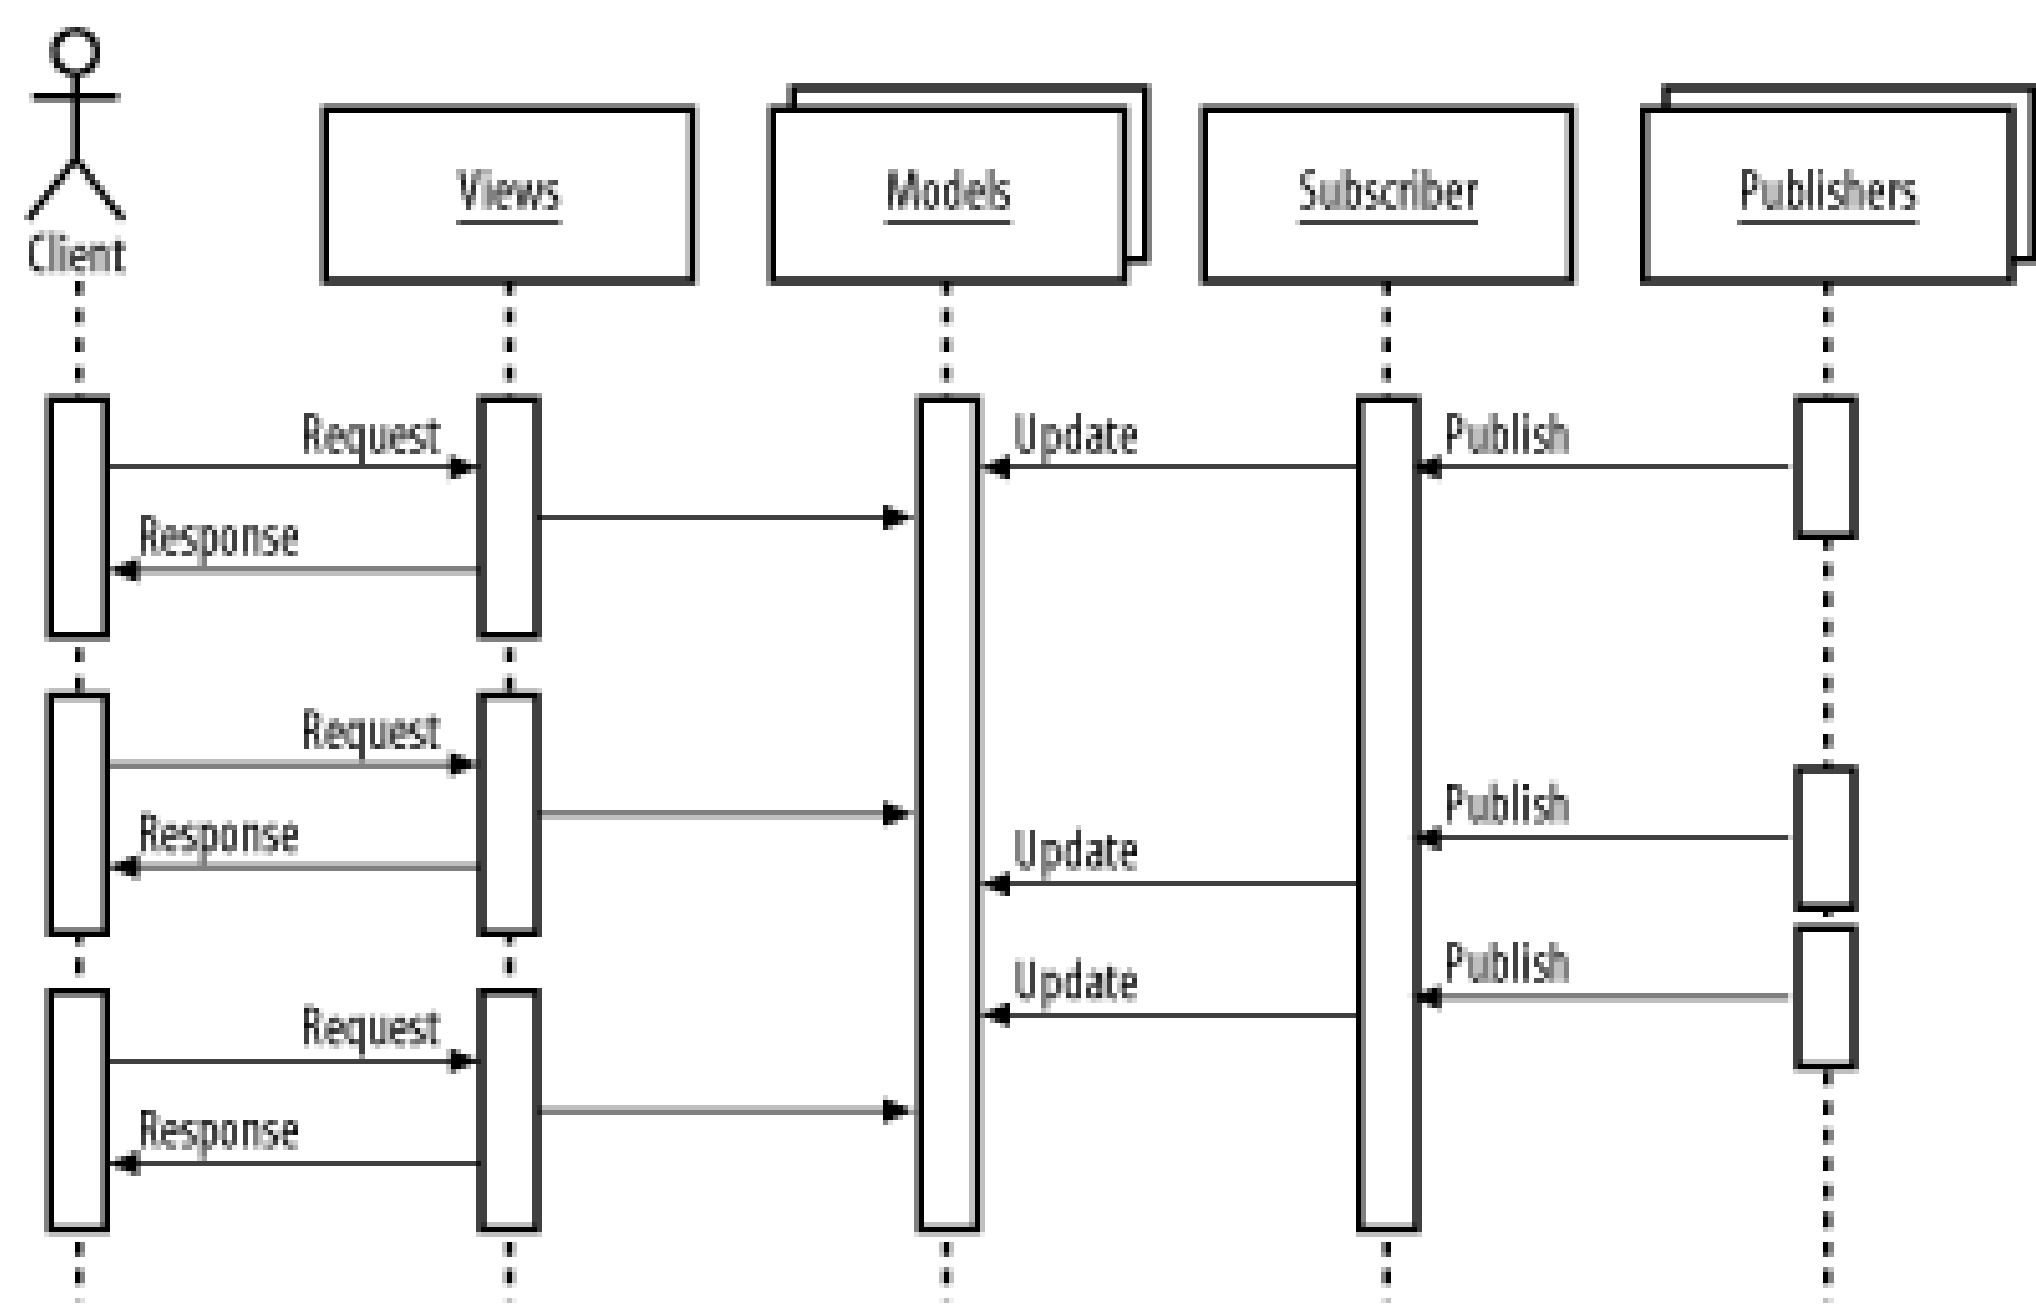 Client
Views
Models
Subscriber
Publishers
Request
Update
Publish
Response
Request
Publish
Response
Update
Publish
Update
Request
Response